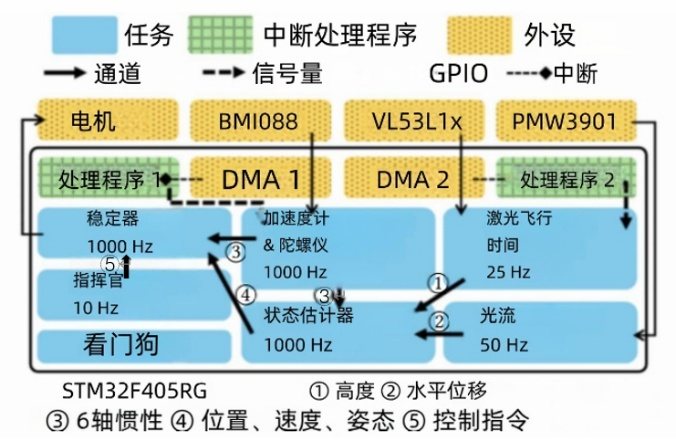 任务 中断处理程序 外设
通道 信号量 GPIO 中断
电机 BMI088 VL53L1x PMW3901
处理程序 1 DMA 1 DMA 2 处理程序 2
稳定器
1000 Hz
加速度计
& 陀螺仪
1000 Hz
激光飞行
时间
25 Hz
③
①
⑤
指挥官
10 Hz
④
③
状态估计器
1000 Hz
②
光流
50 Hz
看门狗
STM32F405RG ① 高度 ② 水平位移
③ 6轴惯性 ④ 位置、速度、姿态 ⑤ 控制指令